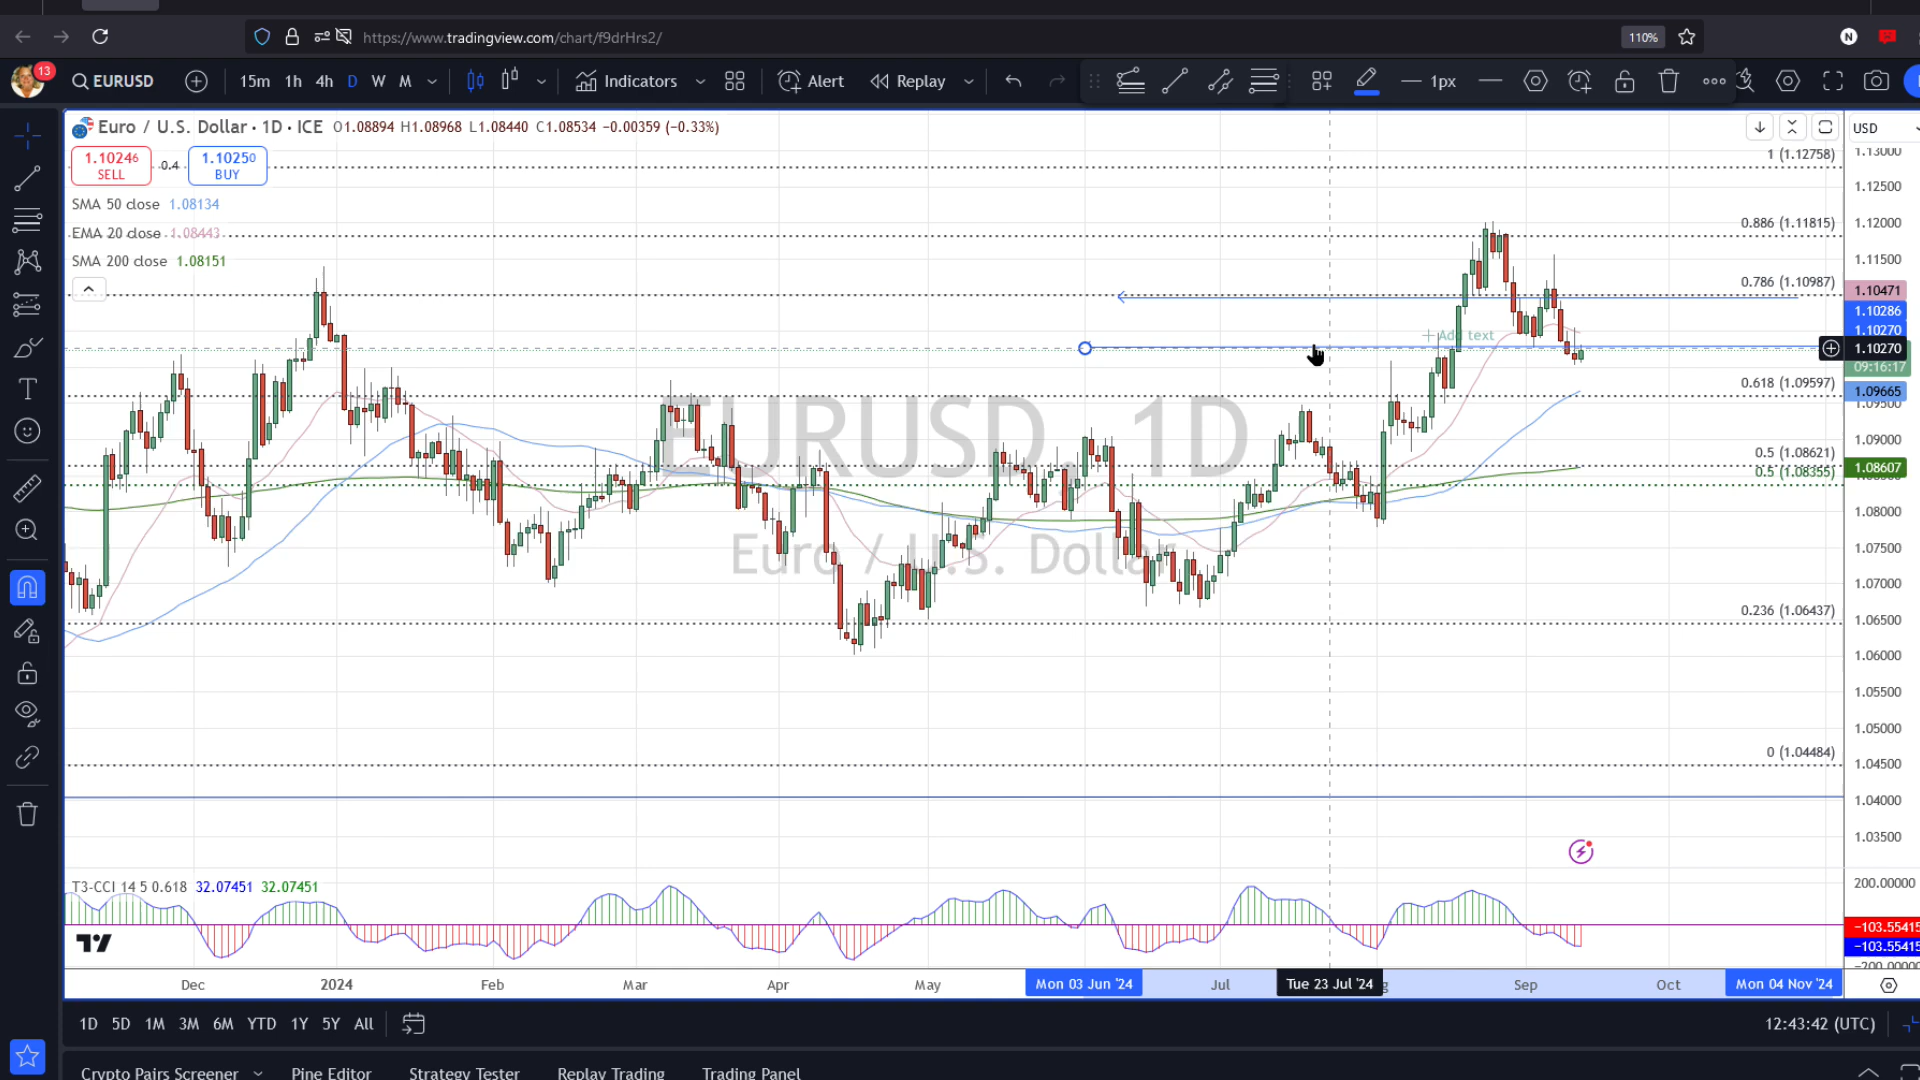 https://www.tradingview.com/chart/f9drHrs2/
110%
N
13
EURUSD
15m 1h 4h D W M
Indicators
Alert
Replay
1px
Euro / U.S. Dollar · 1D · ICE O1.08894 H1.08968 L1.08440 C1.08534 −0.00359 (−0.33%)
USD
1.10246
SELL
0.4
1.10250
BUY
SMA 50 close 1.08134
EMA 20 close 1.08443
SMA 200 close 1.08151
EURUSD, 1D
Euro / U.S. Dollar
Add text
1 (1.12758)
0.886 (1.11815)
0.786 (1.10987)
0.618 (1.09597)
0.5 (1.08621)
0.5 (1.08355)
0.236 (1.06437)
0 (1.04484)
1.13000
1.12500
1.12000
1.11500
1.10471
1.10286
1.10270
1.10270
09:16:17
1.09665
1.09500
1.09000
1.08607
1.08000
1.07500
1.07000
1.06500
1.06000
1.05500
1.05000
1.04500
1.04000
1.03500
T3-CCI 14 5 0.618 32.07451 32.07451
200.00000
−103.55415
−103.55415
−200.00000
Dec 2024 Feb Mar Apr May Mon 03 Jun '24 Jul Tue 23 Jul '24 Sep Oct Mon 04 Nov '24
1D 5D 1M 3M 6M YTD 1Y 5Y All
12:43:42 (UTC)
Crypto Pairs Screener Pine Editor Strategy Tester Replay Trading Trading Panel